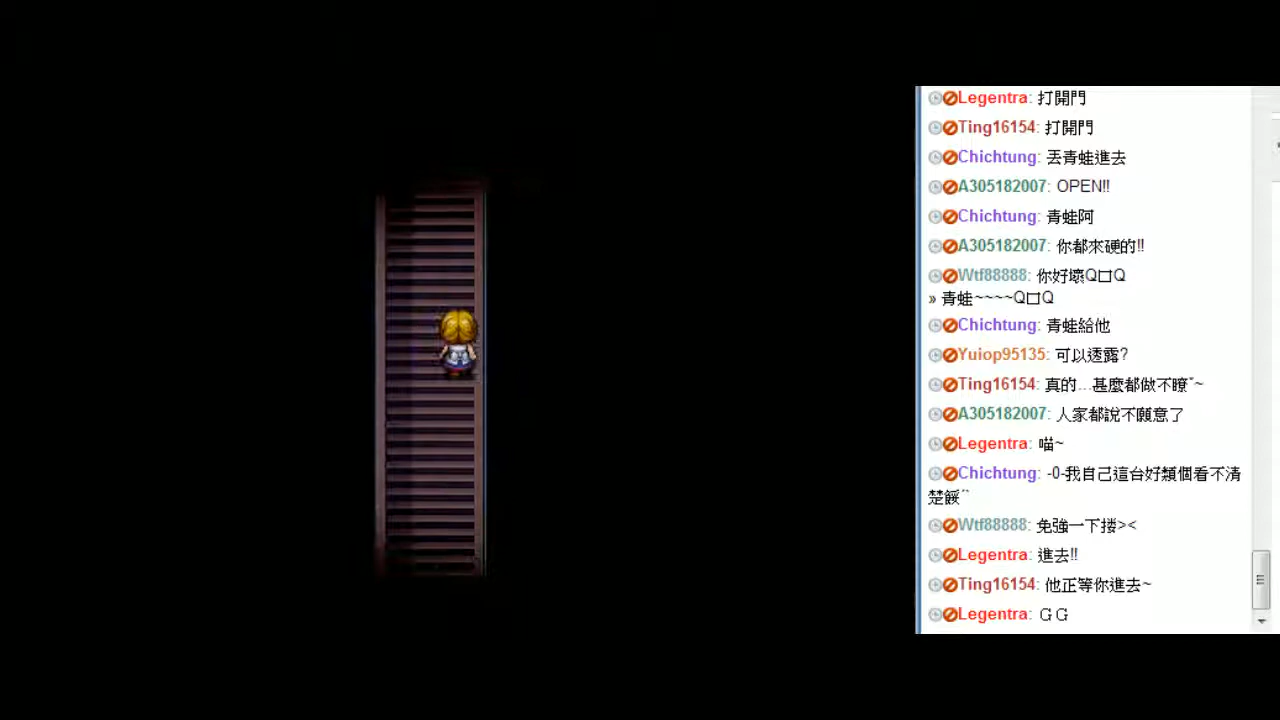 Legentra: 打開門
Ting16154: 打開門
Chichtung: 丟青蛙進去
A305182007: OPEN!!
Chichtung: 青蛙阿
A305182007: 你都來硬的!!
Wtf88888: 你好壞Q口Q
» 青蛙~~~~Q口Q
Chichtung: 青蛙給他
Yuiop95135: 可以透露?
Ting16154: 真的...甚麼都做不瞭~
A305182007: 人家都說不願意了
Legentra: 喵~
Chichtung: -0-我自己這台好類個看不清
楚餒
Wtf88888: 免強一下摟><
Legentra: 進去!!
Ting16154: 他正等你進去~
Legentra: ＧＧ